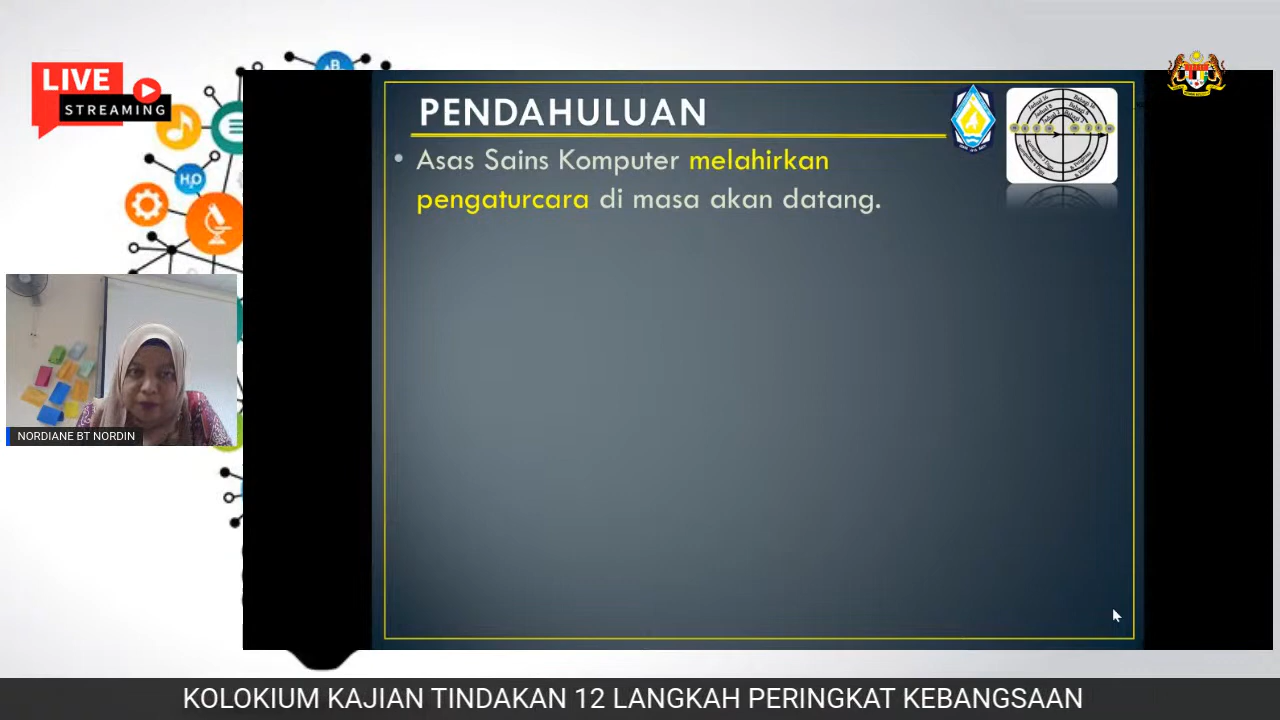 LIVE
STREAMING
PENDAHULUAN
• Asas Sains Komputer melahirkan
pengaturcara di masa akan datang.
H₂O
NORDIANE BT NORDIN
KOLOKIUM KAJIAN TINDAKAN 12 LANGKAH PERINGKAT KEBANGSAAN